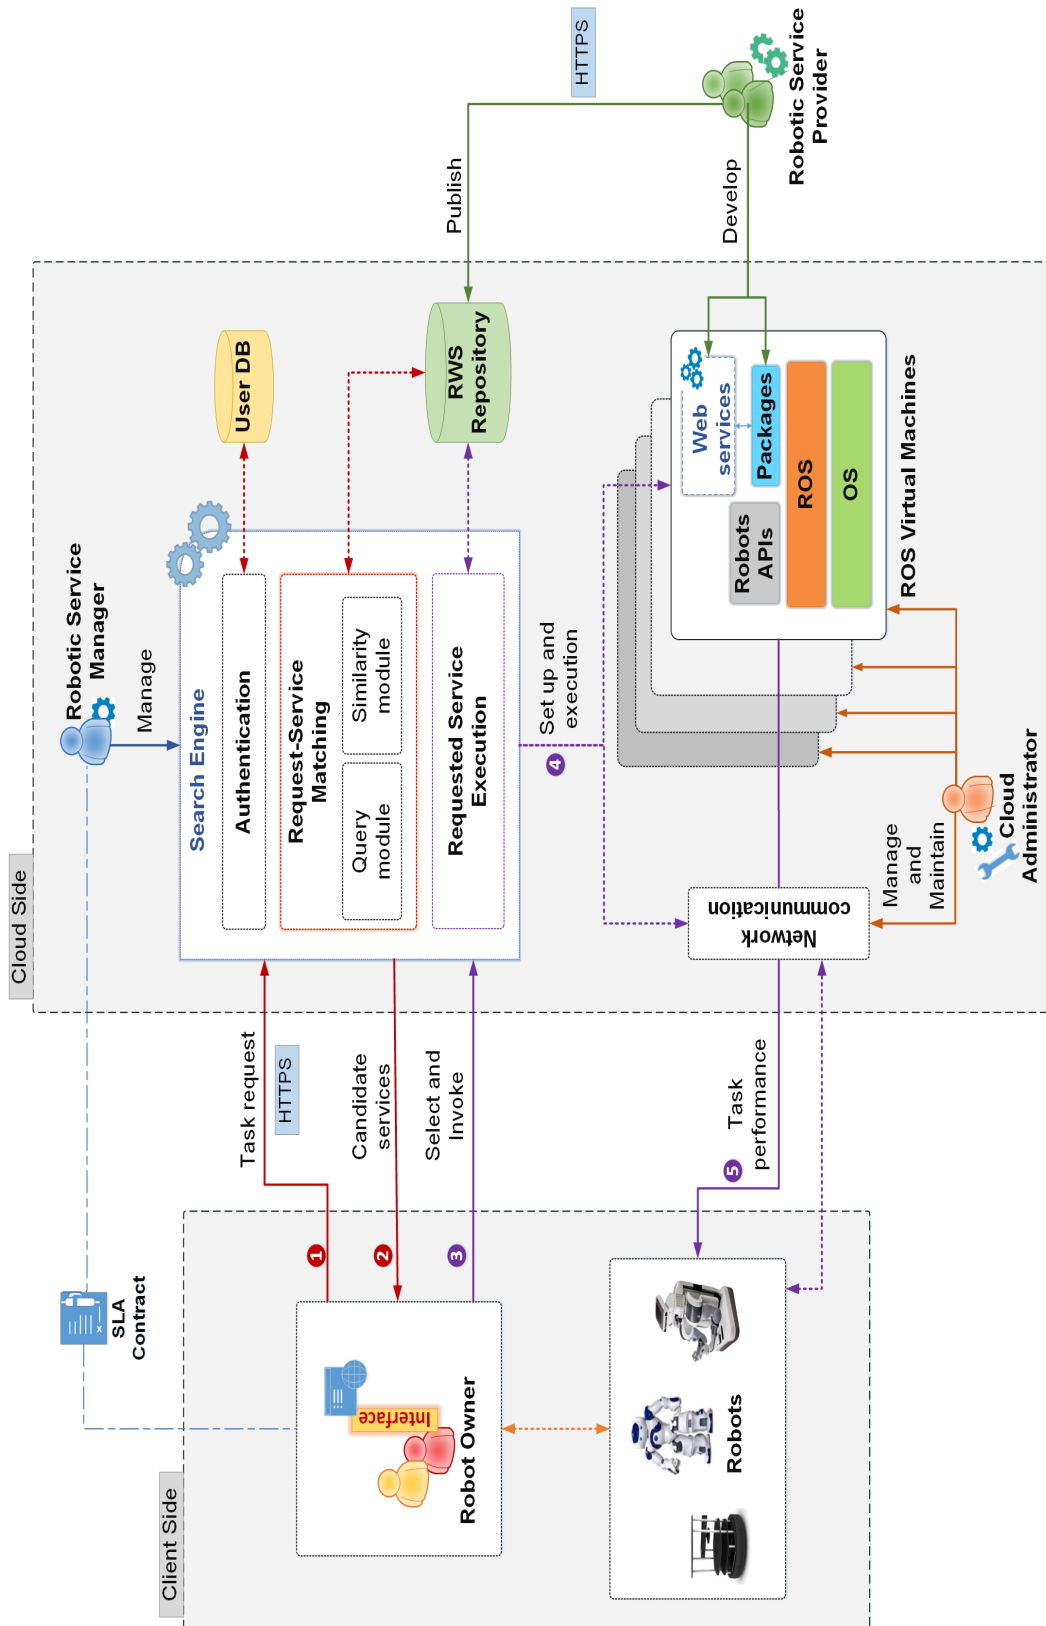 Client Side
Cloud Side
SLA
Contract
Robotic Service
Manager
Manage
Search Engine
Authentication
Request-Service
Matching
Query
module
Similarity
module
Requested Service
Execution
User DB
RWS
Repository
Publish
HTTPS
Develop
Robotic Service
Provider
1
Task request
HTTPS
2
Candidate
services
3
Select and
Invoke
Interface
Robot Owner
Robots
4
Set up and
execution
5
Task
performance
Network
communication
Web
services
Packages
Robots
APIs
ROS
OS
ROS Virtual Machines
Manage
and
Maintain
Cloud
Administrator